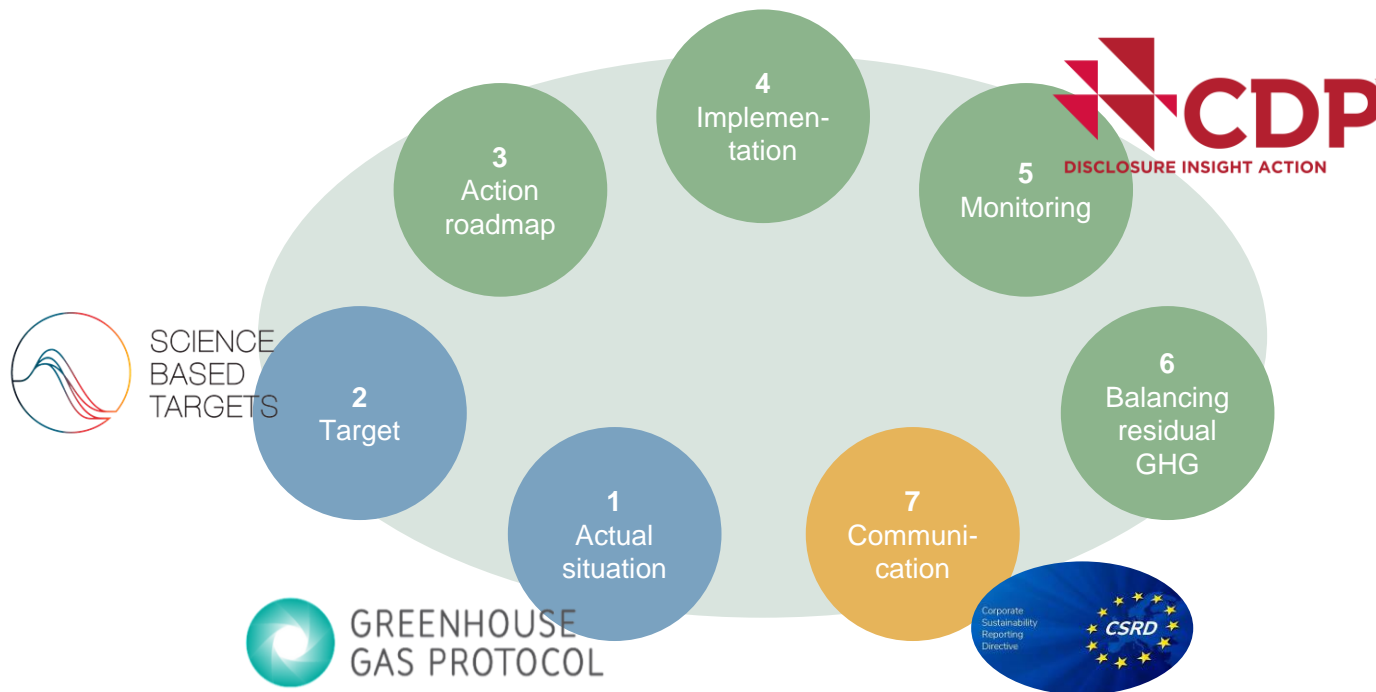 4
Implemen-
tation
CDP
DISCLOSURE INSIGHT ACTION
3
Action
roadmap
5
Monitoring
SCIENCE
BASED
TARGETS
2
Target
6
Balancing
residual
GHG
1
Actual
situation
7
Communi-
cation
GREENHOUSE
GAS PROTOCOL
Corporate
Sustainability
Reporting
Directive
CSRD